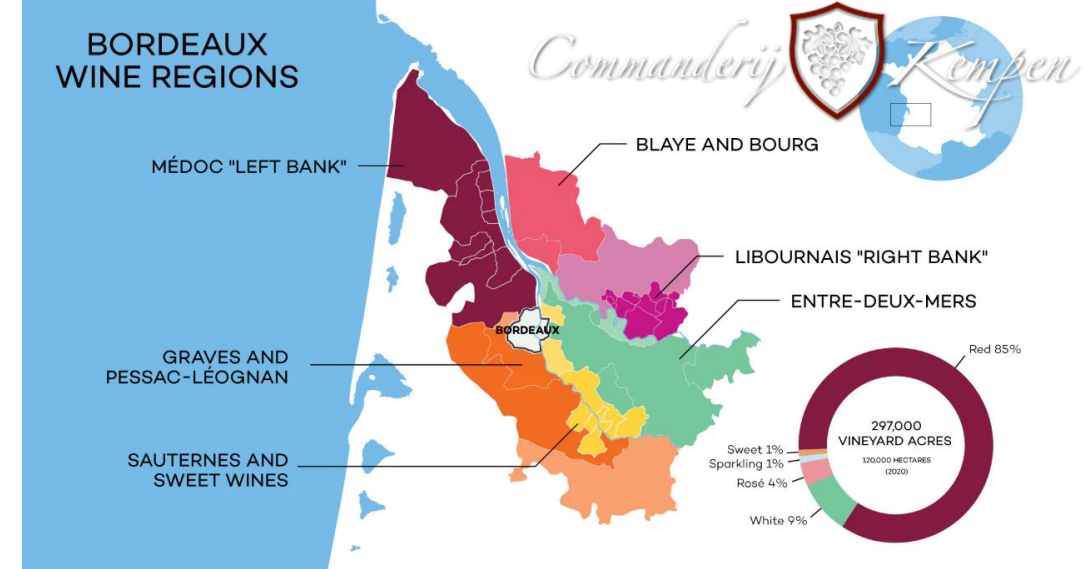 BORDEAUX
WINE REGIONS
Commanderij Kempen
MÉDOC "LEFT BANK"
BLAYE AND BOURG
LIBOURNAIS "RIGHT BANK"
ENTRE-DEUX-MERS
BORDEAUX
GRAVES AND
PESSAC-LÉOGNAN
SAUTERNES AND
SWEET WINES
Red 85%
297,000
VINEYARD ACRES
120,000 HECTARES
(2020)
Sweet 1%
Sparkling 1%
Rosé 4%
White 9%